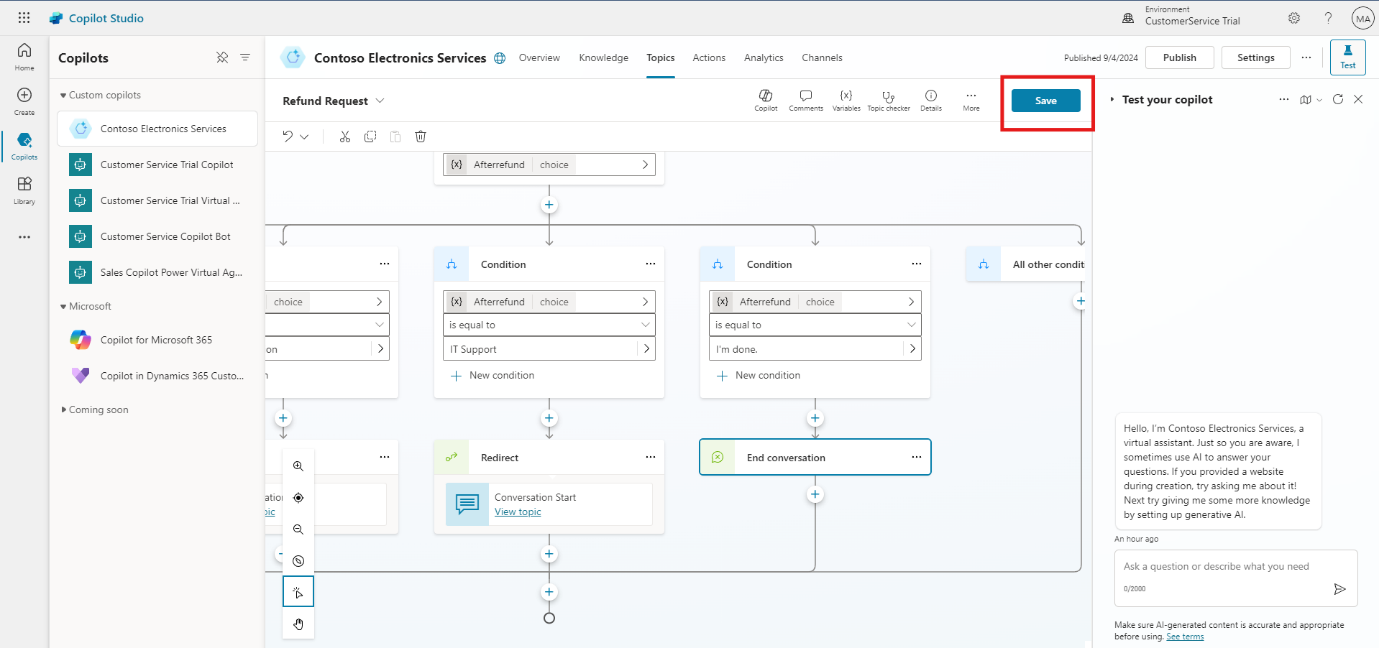 Copilot Studio
Environment
CustomerService Trial
MA
Home
Create
Copilots
Library
Copilots
Custom copilots
Contoso Electronics Services
Customer Service Trial Copilot
Customer Service Trial Virtual ...
Customer Service Copilot Bot
Sales Copilot Power Virtual Ag...
Microsoft
Copilot for Microsoft 365
Copilot in Dynamics 365 Custo...
Coming soon
Contoso Electronics Services
Overview
Knowledge
Topics
Actions
Analytics
Channels
Published 9/4/2024
Publish
Settings
Test
Refund Request
Copilot
Comments
{x}
Variables
Topic checker
Details
More
Save
{x} Afterrefund choice
choice
on
Condition
{x} Afterrefund choice
is equal to
IT Support
New condition
Condition
{x} Afterrefund choice
is equal to
I'm done.
New condition
All other condit
Redirect
Conversation Start
View topic
End conversation
Test your copilot
Hello, I'm Contoso Electronics Services, a
virtual assistant. Just so you are aware, I
sometimes use AI to answer your
questions. If you provided a website
during creation, try asking me about it!
Next try giving me some more knowledge
by setting up generative AI.
An hour ago
Ask a question or describe what you need
0/2000
Make sure AI-generated content is accurate and appropriate
before using. See terms